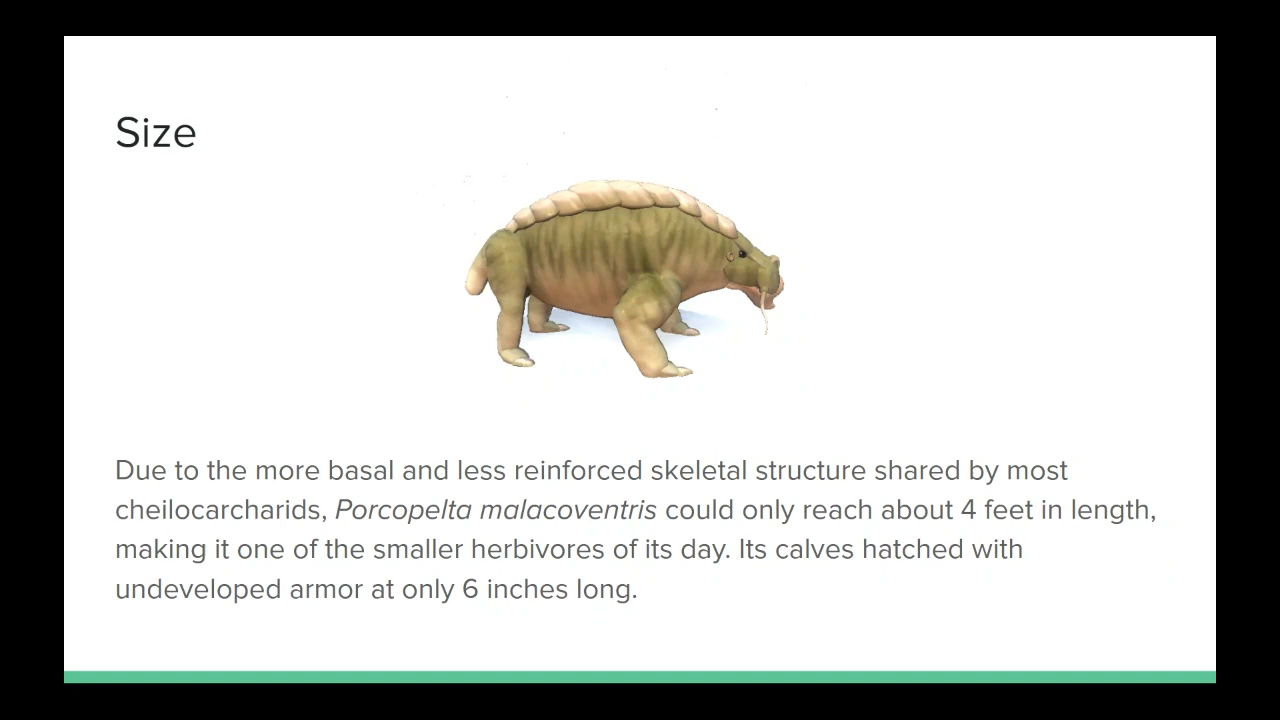 Size
Due to the more basal and less reinforced skeletal structure shared by most
cheilocarcharids, Porcopelta malacoventris could only reach about 4 feet in length,
making it one of the smaller herbivores of its day. Its calves hatched with
undeveloped armor at only 6 inches long.